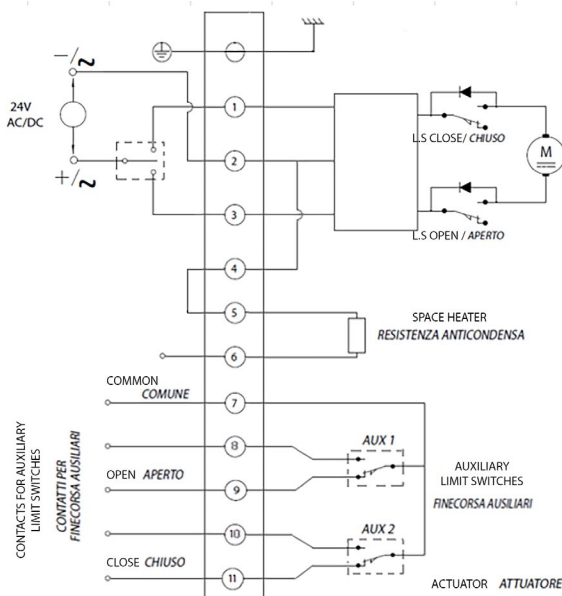 −/~
24V
AC/DC
+/~
1
2
3
4
5
6
7
8
9
10
11
L.S CLOSE/ CHIUSO
M
L.S OPEN / APERTO
SPACE HEATER
RESISTENZA ANTICONDENSA
COMMON
COMUNE
OPEN APERTO
CLOSE CHIUSO
CONTACTS FOR AUXILIARY
LIMIT SWITCHES
CONTATTI PER
FINECORSA AUSILIARI
AUX 1
AUX 2
AUXILIARY
LIMIT SWITCHES
FINECORSA AUSILIARI
ACTUATOR ATTUATORE